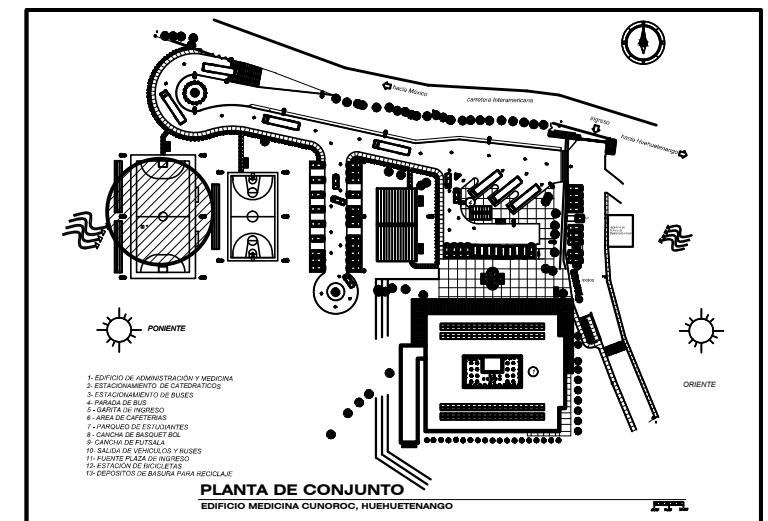 hacía México
carretera Interamericana
ingreso
hacía Huehuetenango
motos
PONIENTE
ORIENTE
1- EDIFICIO DE ADMINISTRACIÓN Y MEDICINA
2- ESTACIONAMIENTO DE CATEDRATICOS
3- ESTACIONAMIENTO DE BUSES
4- PARADA DE BUS
5 - GARITA DE INGRESO
6 - AREA DE CAFETERIAS
7 - PARQUEO DE ESTUDIANTES
8 - CANCHA DE BASQUET BOL
9- CANCHA DE FUTSALA
10- SALIDA DE VEHICULOS Y BUSES
11- FUENTE PLAZA DE INGRESO
12- ESTACIÓN DE BICICLETAS
13- DEPOSITOS DE BASURA PARA RECICLAJE
PLANTA DE CONJUNTO
EDIFICIO MEDICINA CUNOROC, HUEHUETENANGO